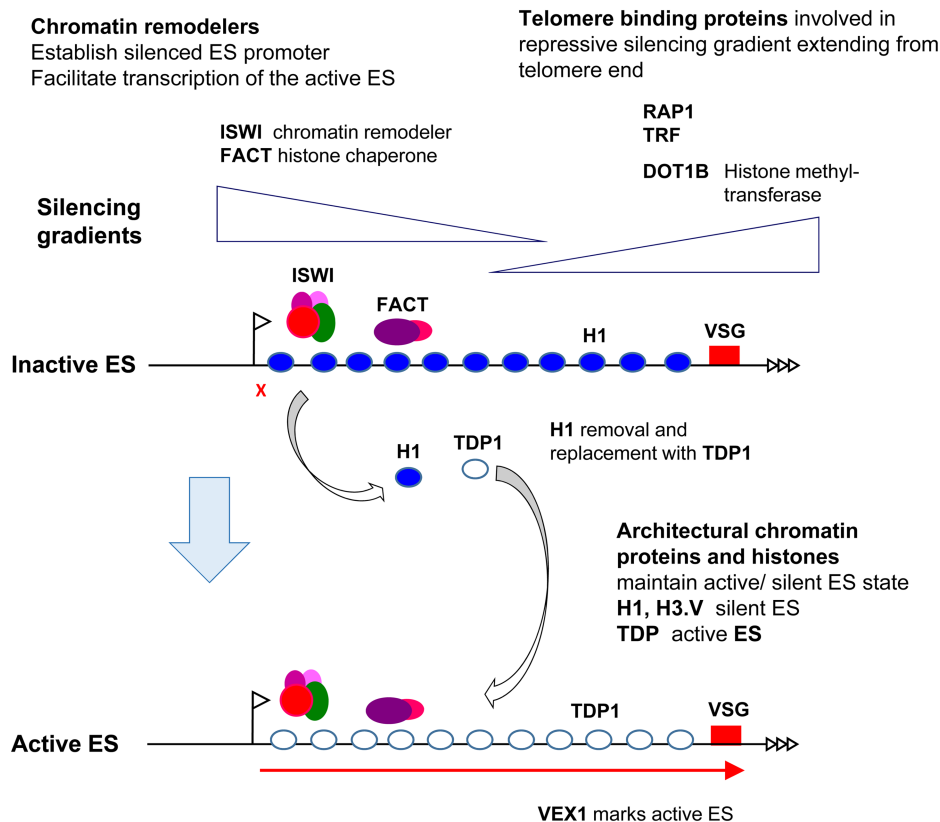 Chromatin remodelers
Establish silenced ES promoter
Facilitate transcription of the active ES
Telomere binding proteins involved in
repressive silencing gradient extending from
telomere end
RAP1
TRF
ISWI chromatin remodeler
FACT histone chaperone
DOT1B Histone methyl-
transferase
Silencing
gradients
ISWI
FACT
H1
VSG
Inactive ES
X
H1
TDP1
H1 removal and
replacement with TDP1
Architectural chromatin
proteins and histones
maintain active/ silent ES state
H1, H3.V silent ES
TDP active ES
TDP1
VSG
Active ES
VEX1 marks active ES